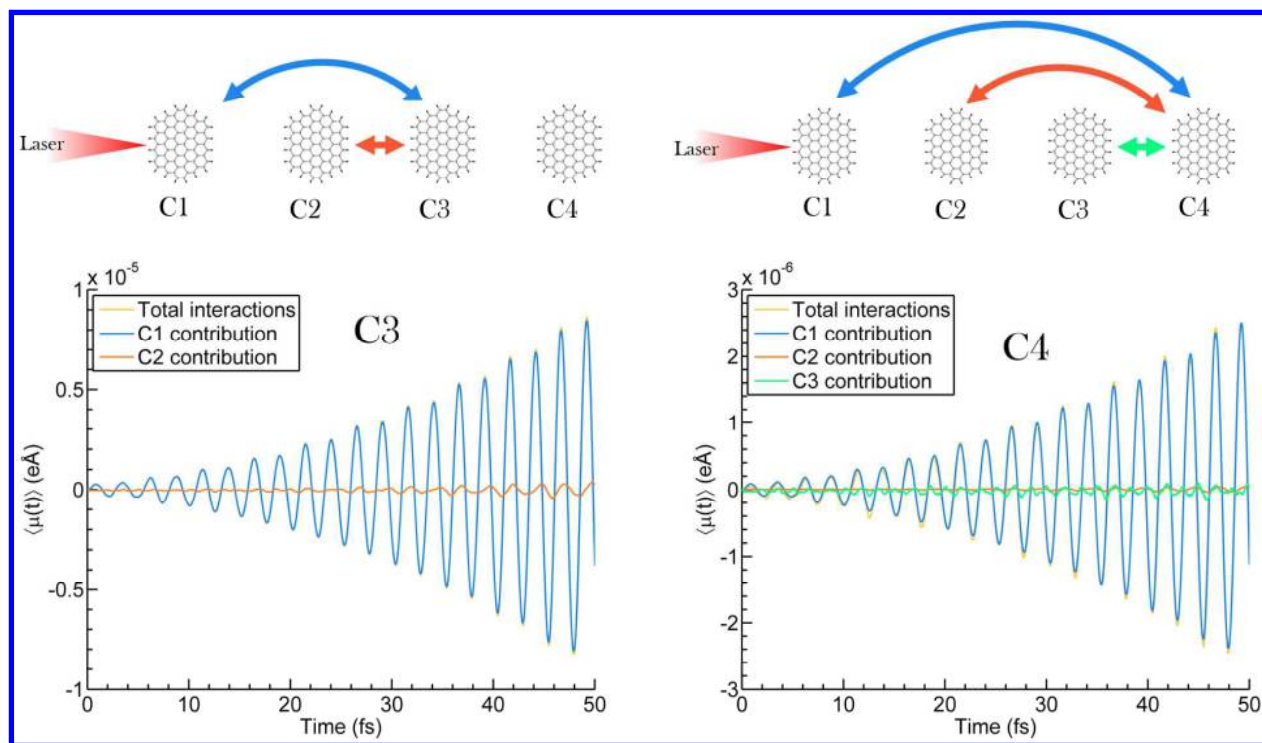 Laser
C1
C2
C3
C4
Laser
C1
C2
C3
C4
x 10-5
1
0.5
0
-0.5
-1
⟨μ(t)⟩ (eÅ)
Total interactions
C1 contribution
C2 contribution
C3
0
10
20
30
40
50
Time (fs)
x 10-6
3
2
1
0
-1
-2
-3
⟨μ(t)⟩ (eÅ)
Total interactions
C1 contribution
C2 contribution
C3 contribution
C4
0
10
20
30
40
50
Time (fs)